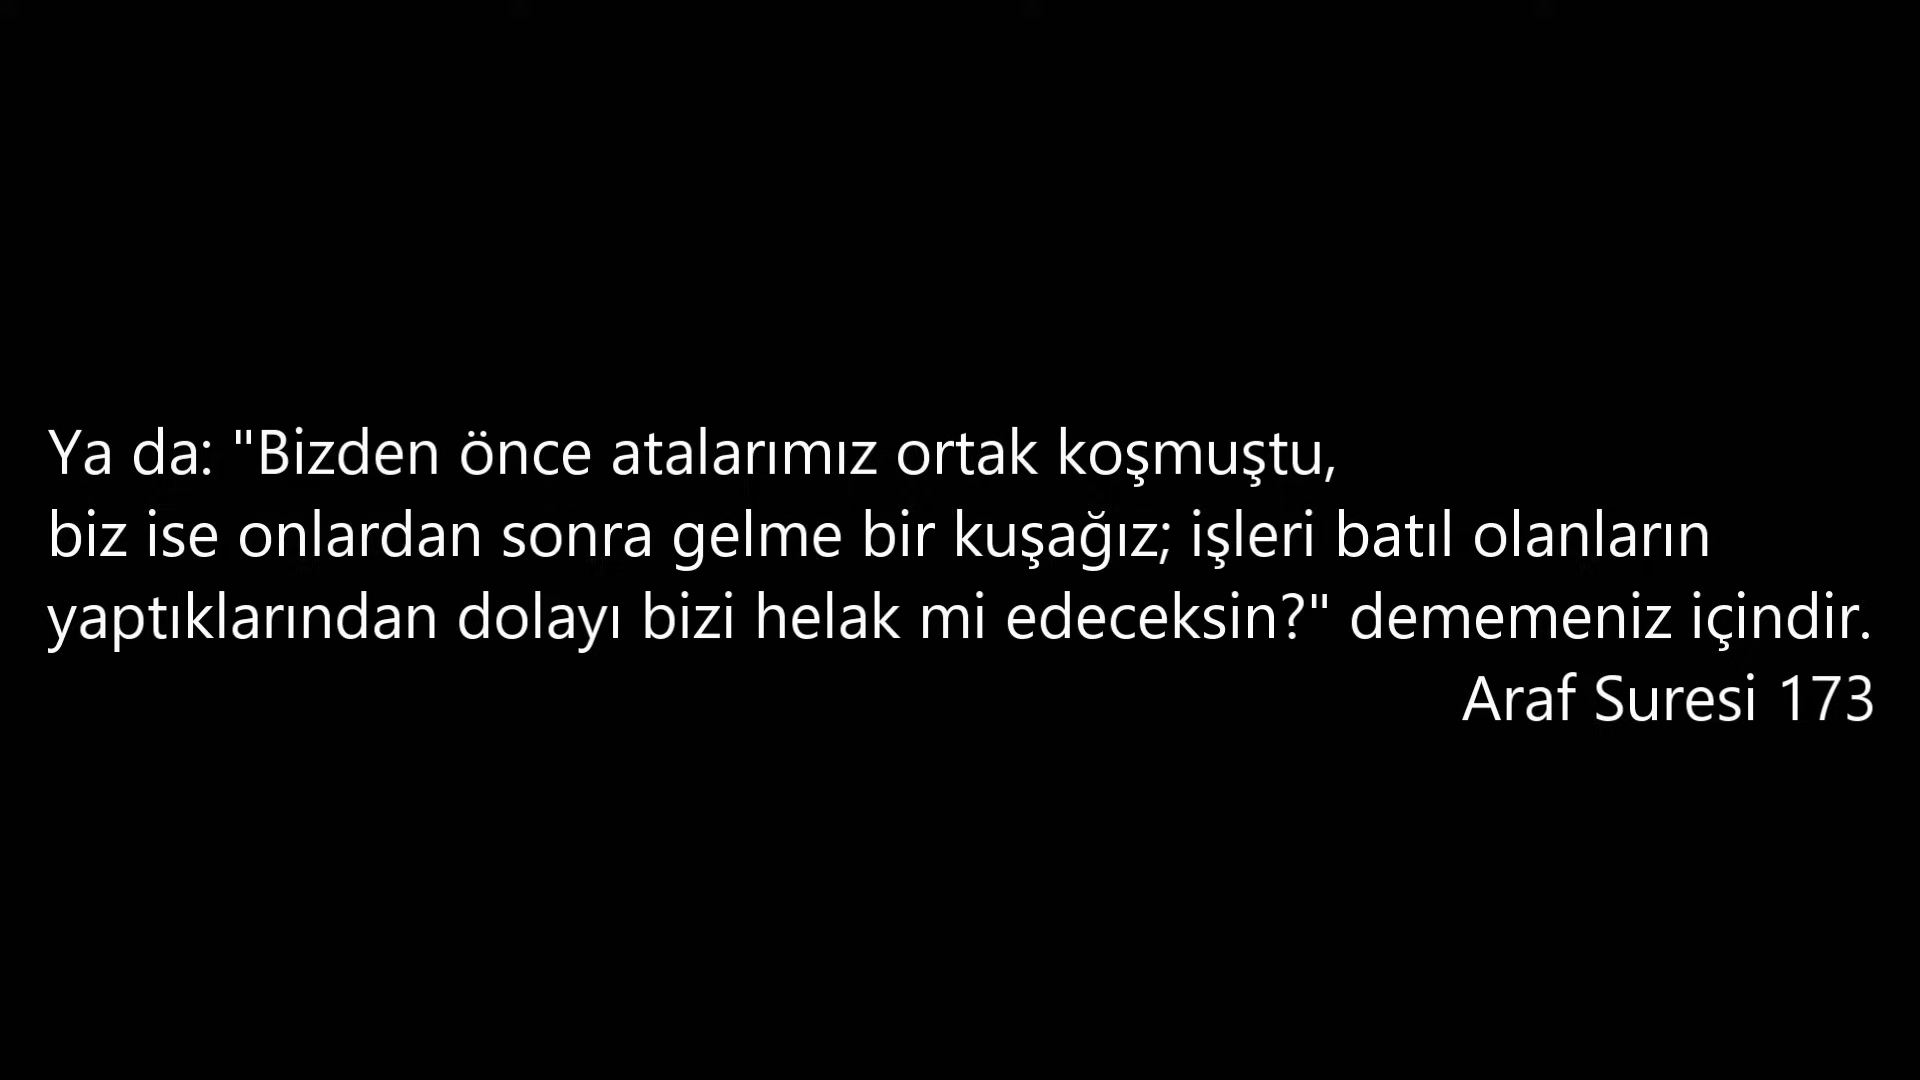 Ya da: "Bizden önce atalarımız ortak koşmuştu,
biz ise onlardan sonra gelme bir kuşağız; işleri batıl olanların
yaptıklarından dolayı bizi helak mi edeceksin?" dememeniz içindir.
Araf Suresi 173